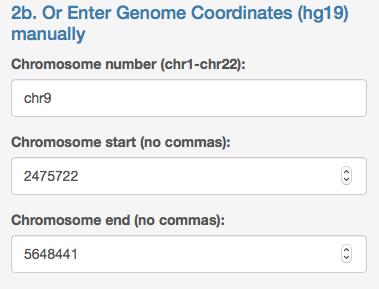 2b. Or Enter Genome Coordinates (hg19)
manually
Chromosome number (chr1-chr22):
chr9
Chromosome start (no commas):
2475722
Chromosome end (no commas):
5648441